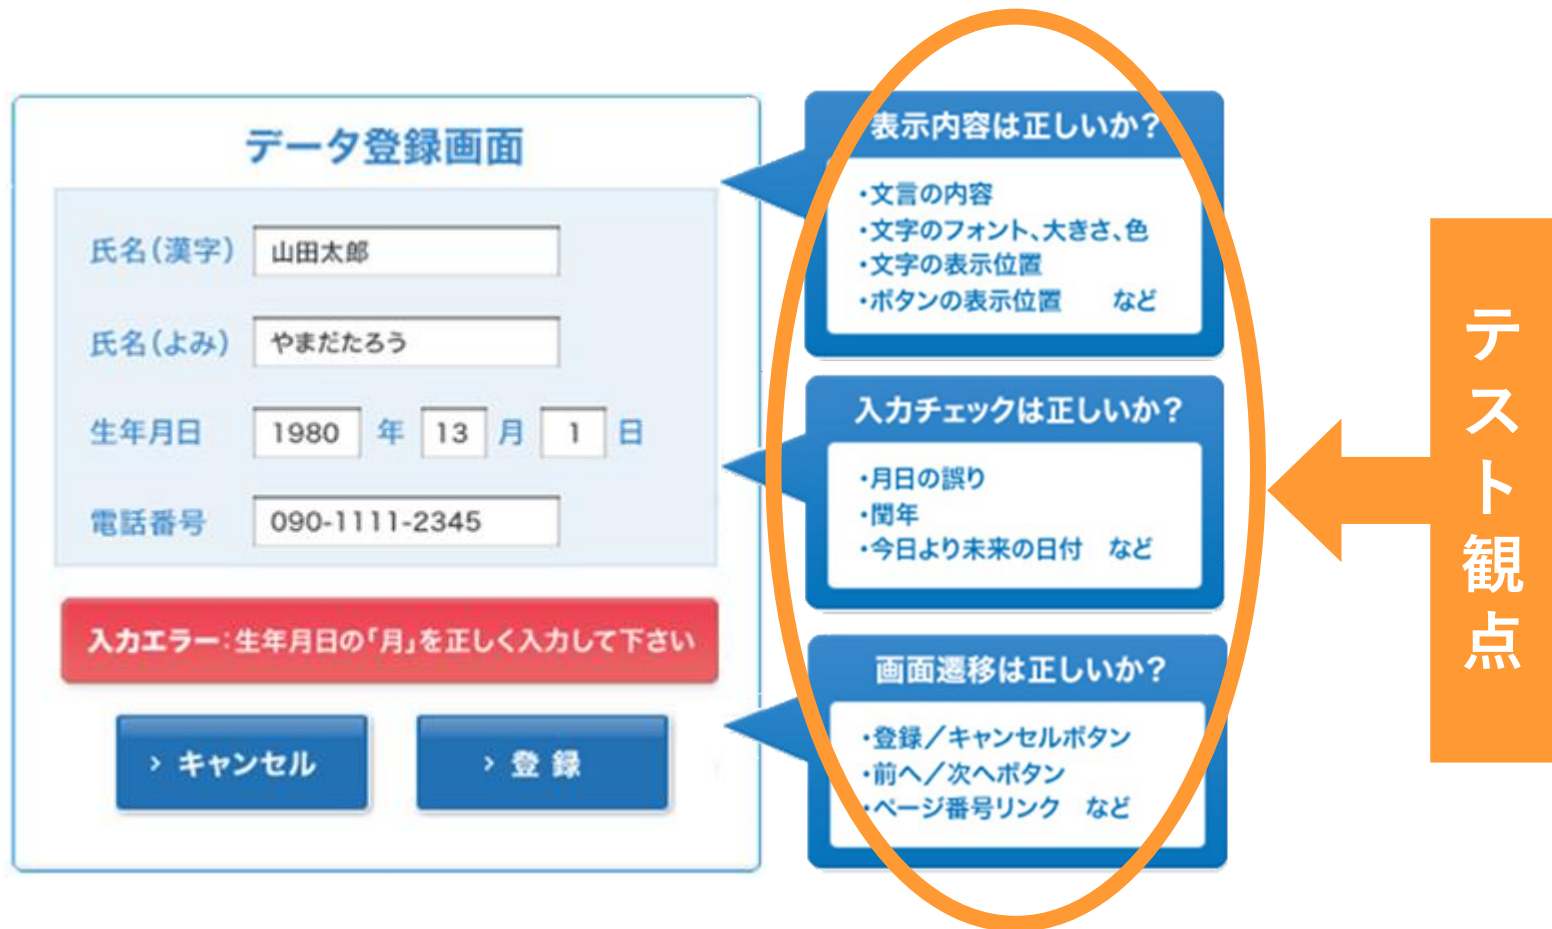 データ登録画面
氏名(漢字) 山田太郎
氏名(よみ) やまだたろう
生年月日 1980 年 13 月 1 日
電話番号 090-1111-2345
入力エラー:生年月日の「月」を正しく入力して下さい
› キャンセル › 登 録
表示内容は正しいか?
・文言の内容
・文字のフォント、大きさ、色
・文字の表示位置
・ボタンの表示位置 など
入力チェックは正しいか?
・月日の誤り
・閏年
・今日より未来の日付 など
画面遷移は正しいか?
・登録/キャンセルボタン
・前へ/次へボタン
・ページ番号リンク など
テスト観点